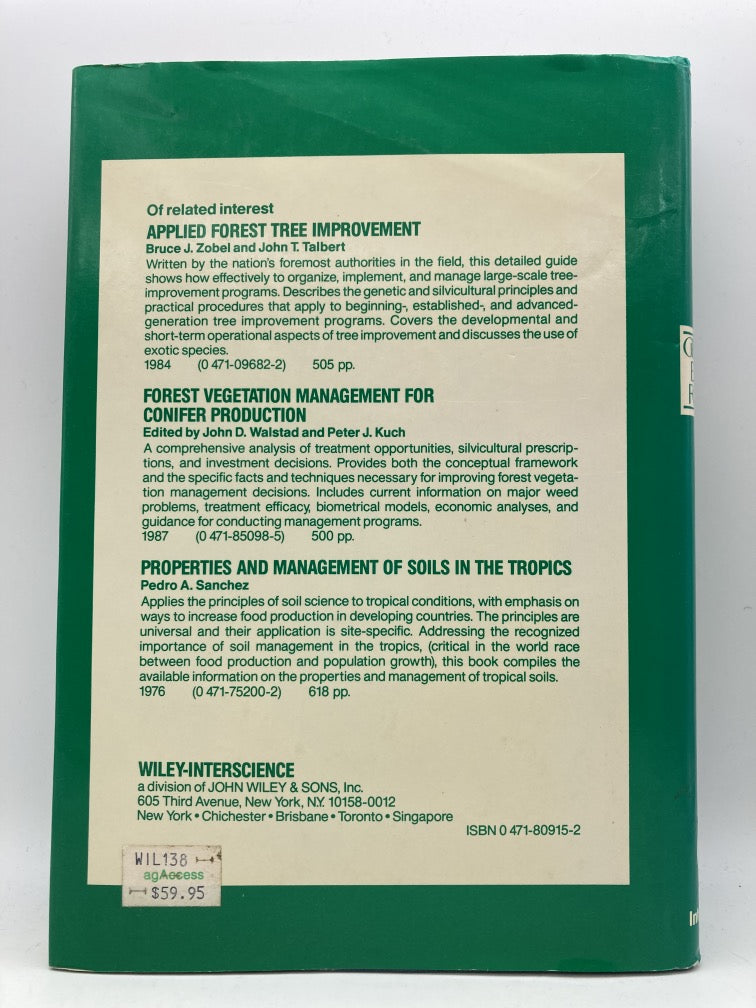 Of related interest
APPLIED FOREST TREE IMPROVEMENT
Bruce J. Zobel and John T. Talbert
Written by the nation's foremost authorities in the field, this detailed guide
shows how effectively to organize, implement, and manage large-scale tree-
improvement programs. Describes the genetic and silvicultural principles and
practical procedures that apply to beginning-, established-, and advanced-
generation tree improvement programs. Covers the developmental and
short-term operational aspects of tree improvement and discusses the use of
exotic species.
1984 (0 471-09682-2) 505 pp.
FOREST VEGETATION MANAGEMENT FOR
CONIFER PRODUCTION
Edited by John D. Walstad and Peter J. Kuch
A comprehensive analysis of treatment opportunities, silvicultural prescrip-
tions, and investment decisions. Provides both the conceptual framework
and the specific facts and techniques necessary for improving forest vegeta-
tion management decisions. Includes current information on major weed
problems, treatment efficacy, biometrical models, economic analyses, and
guidance for conducting management programs.
1987 (0 471-85098-5) 500 pp.
PROPERTIES AND MANAGEMENT OF SOILS IN THE TROPICS
Pedro A. Sanchez
Applies the principles of soil science to tropical conditions, with emphasis on
ways to increase food production in developing countries. The principles are
universal and their application is site-specific. Addressing the recognized
importance of soil management in the tropics, (critical in the world race
between food production and population growth), this book compiles the
available information on the properties and management of tropical soils.
1976 (0 471-75200-2) 618 pp.
WILEY-INTERSCIENCE
a division of JOHN WILEY & SONS, Inc.
605 Third Avenue, New York, N.Y. 10158-0012
New York • Chichester • Brisbane • Toronto • Singapore
ISBN 0 471-80915-2
WIL138
agAccess
$59.95